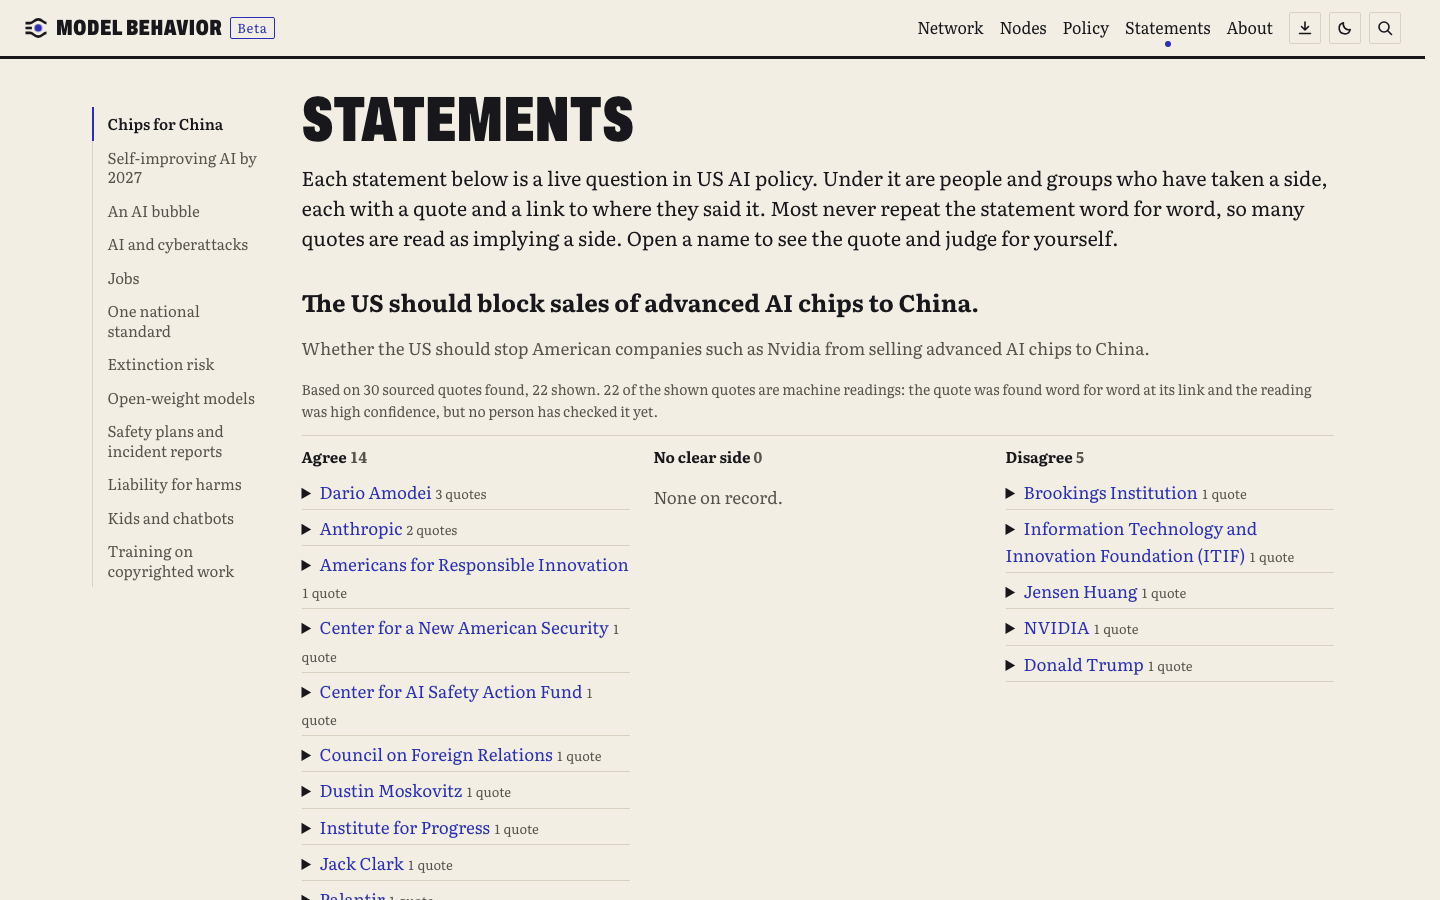 MODEL BEHAVIOR Beta
Network Nodes Policy Statements About
Chips for China
Self-improving AI by
2027
An AI bubble
AI and cyberattacks
Jobs
One national
standard
Extinction risk
Open-weight models
Safety plans and
incident reports
Liability for harms
Kids and chatbots
Training on
copyrighted work
STATEMENTS
Each statement below is a live question in US AI policy. Under it are people and groups who have taken a side,
each with a quote and a link to where they said it. Most never repeat the statement word for word, so many
quotes are read as implying a side. Open a name to see the quote and judge for yourself.
The US should block sales of advanced AI chips to China.
Whether the US should stop American companies such as Nvidia from selling advanced AI chips to China.
Based on 30 sourced quotes found, 22 shown. 22 of the shown quotes are machine readings: the quote was found word for word at its link and the reading
was high confidence, but no person has checked it yet.
Agree 14
Dario Amodei 3 quotes
Anthropic 2 quotes
Americans for Responsible Innovation
1 quote
Center for a New American Security 1
quote
Center for AI Safety Action Fund 1
quote
Council on Foreign Relations 1 quote
Dustin Moskovitz 1 quote
Institute for Progress 1 quote
Jack Clark 1 quote
Palantir 1 quote
No clear side 0
None on record.
Disagree 5
Brookings Institution 1 quote
Information Technology and
Innovation Foundation (ITIF) 1 quote
Jensen Huang 1 quote
NVIDIA 1 quote
Donald Trump 1 quote